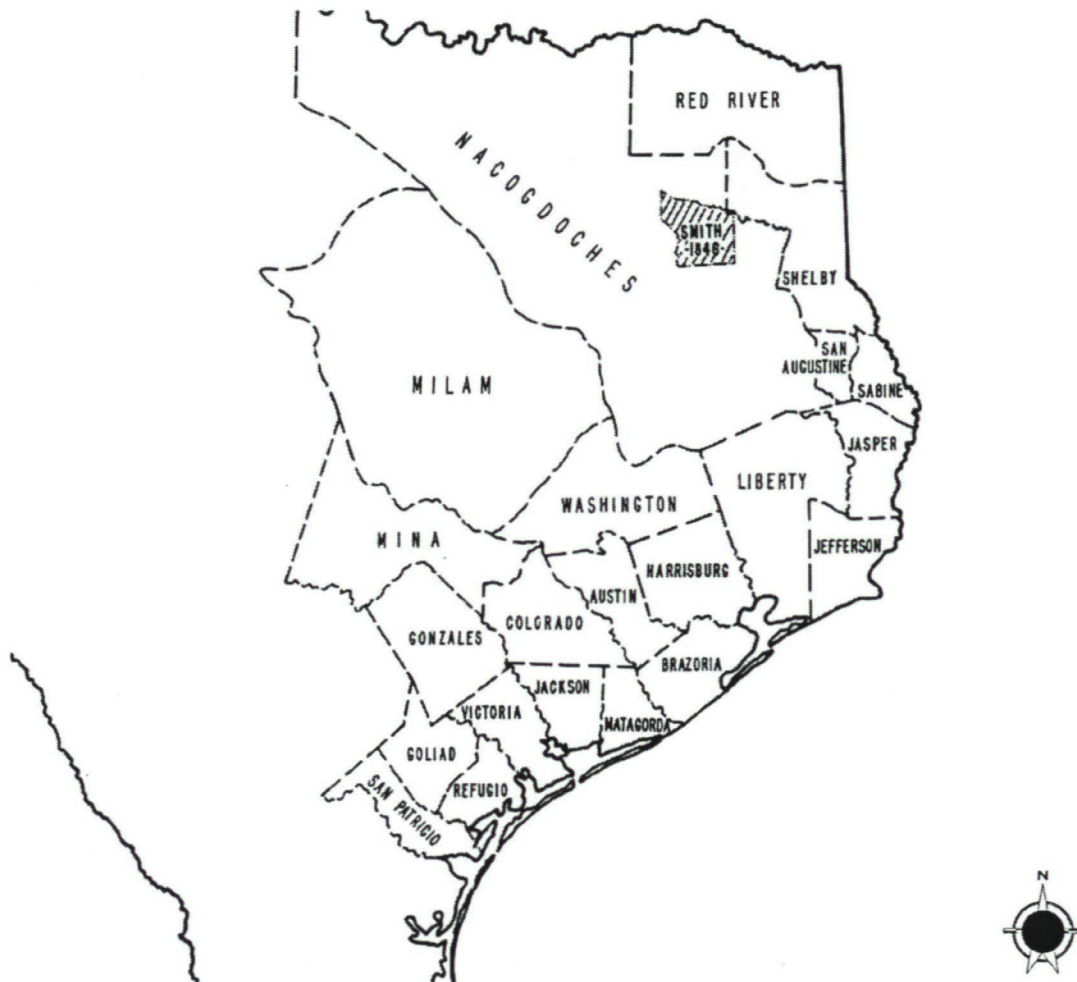 RED RIVER
NACOGDOCHES
SMITH
-1846-
SHELBY
SAN
AUGUSTINE
SABINE
MILAM
JASPER
LIBERTY
WASHINGTON
MINA
JEFFERSON
HARRISBURG
AUSTIN
COLORADO
GONZALES
BRAZORIA
JACKSON
VICTORIA
MATAGORDA
GOLIAD
REFUGIO
SAN PATRICIO
N